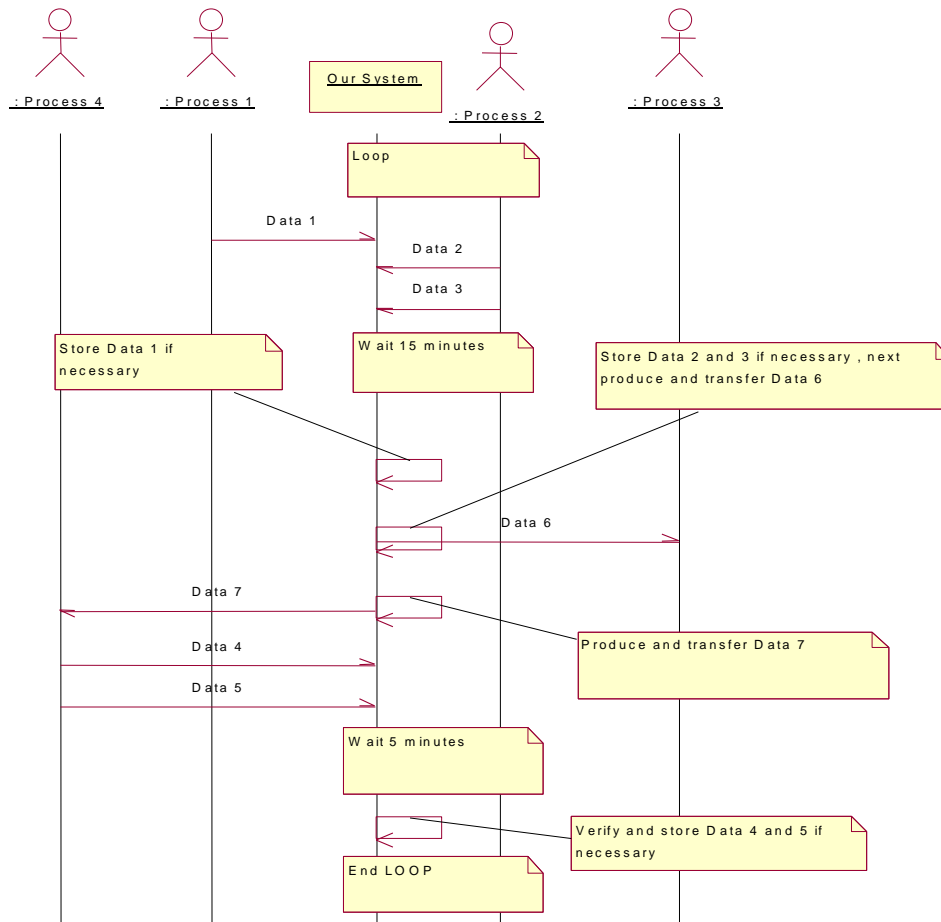 : Process 4
: Process 1
Our System
: Process 2
: Process 3
Loop
Data 1
Data 2
Data 3
Store Data 1 if
necessary
Wait 15 minutes
Store Data 2 and 3 if necessary , next
produce and transfer Data 6
Data 6
Data 7
Produce and transfer Data 7
Data 4
Data 5
Wait 5 minutes
Verify and store Data 4 and 5 if
necessary
End LOOP